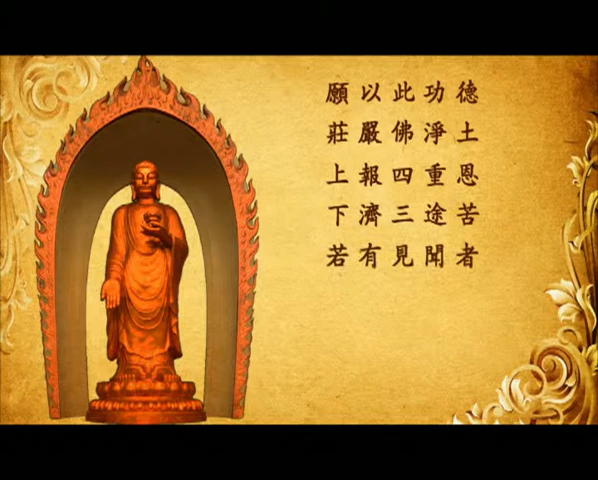 願以此功德
莊嚴佛淨土
上報四重恩
下濟三途苦
若有見聞者